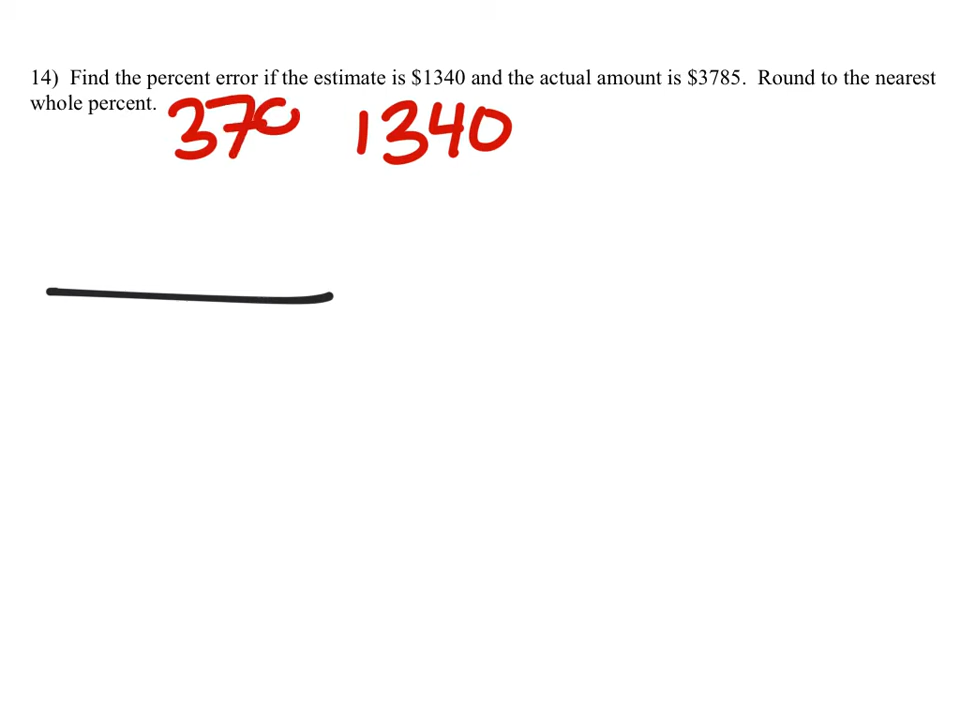 14) Find the percent error if the estimate is $1340 and the actual amount is $3785. Round to the nearest
whole percent.
370 1340